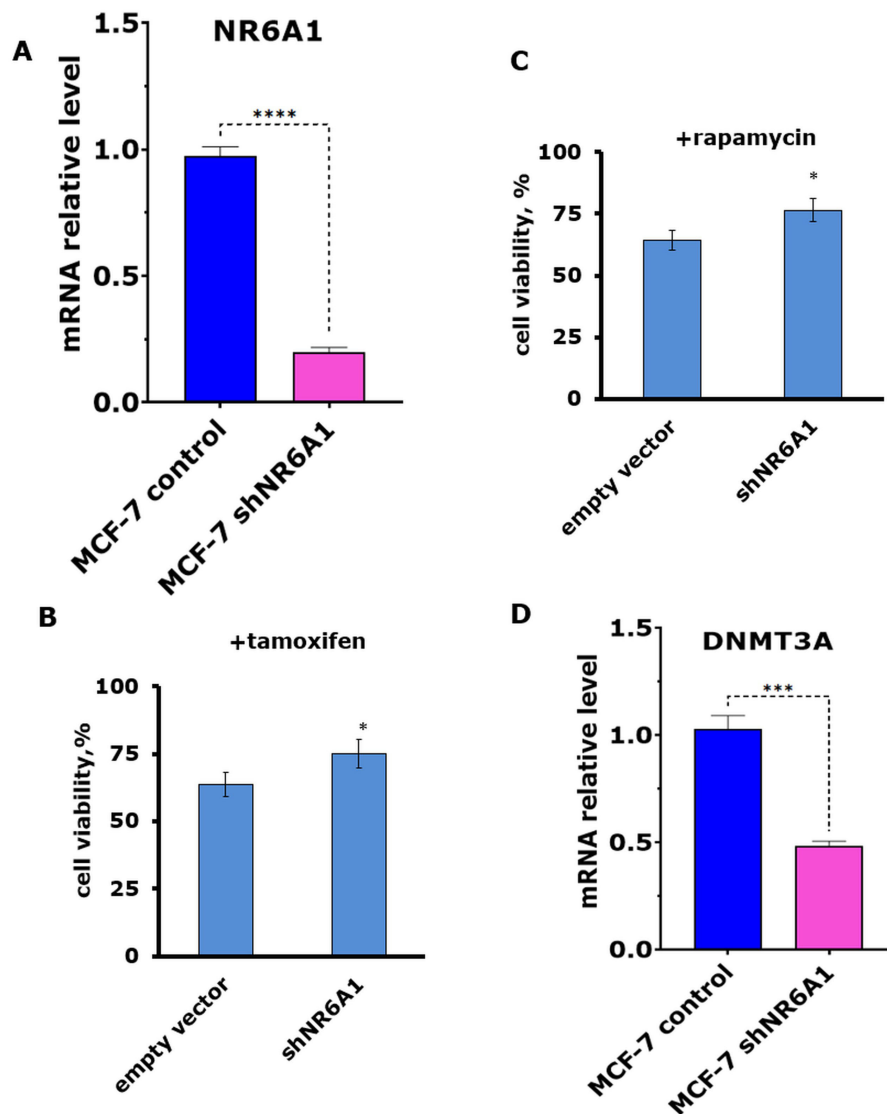 A
NR6A1
mRNA relative level
1.5
1.0
0.5
0.0
****
MCF-7 control
MCF-7 shNR6A1
C
+rapamycin
cell viability, %
100
75
50
25
0
*
empty vector
shNR6A1
B
+tamoxifen
cell viability,%
100
75
50
25
0
*
empty vector
shNR6A1
D
DNMT3A
mRNA relative level
1.5
1.0
0.5
0.0
***
MCF-7 control
MCF-7 shNR6A1